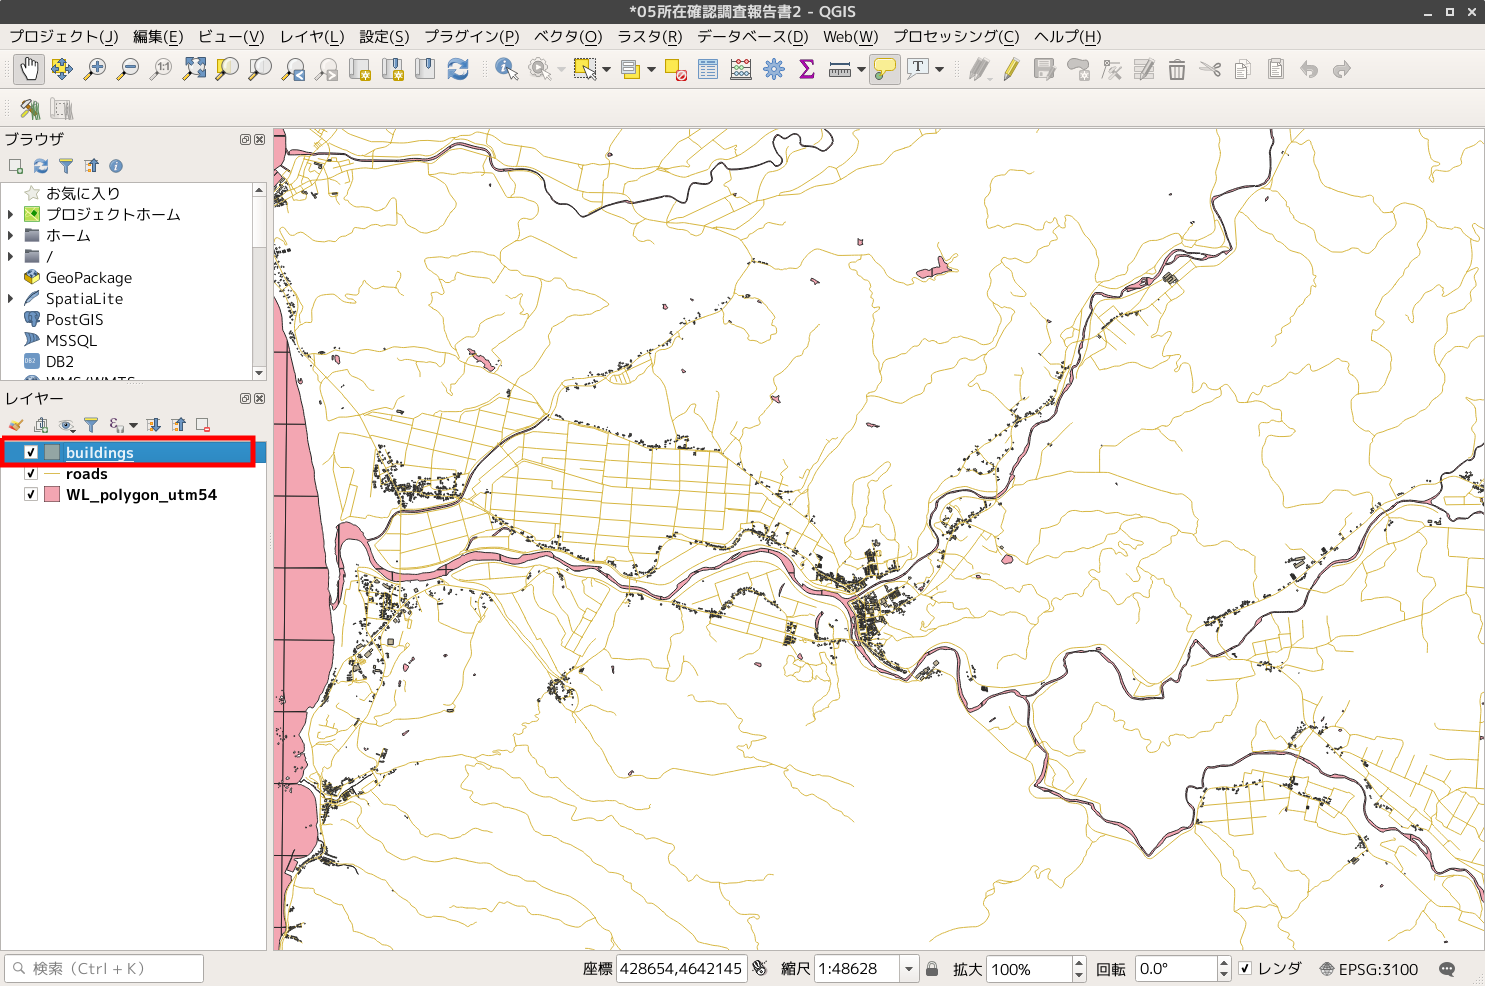 *05所在確認調査報告書2 - QGIS
プロジェクト(J) 編集(E) ビュー(V) レイヤ(L) 設定(S) プラグイン(P) ベクタ(O) ラスタ(R) データベース(D) Web(W) プロセッシング(C) ヘルプ(H)
ブラウザ
お気に入り
プロジェクトホーム
ホーム
/
GeoPackage
SpatiaLite
PostGIS
MSSQL
DB2
WMS/WMTS
レイヤー
buildings
roads
WL_polygon_utm54
検索 (Ctrl + K) 座標 428654,4642145 縮尺 1:48628 拡大 100% 回転 0.0° レンダ EPSG:3100